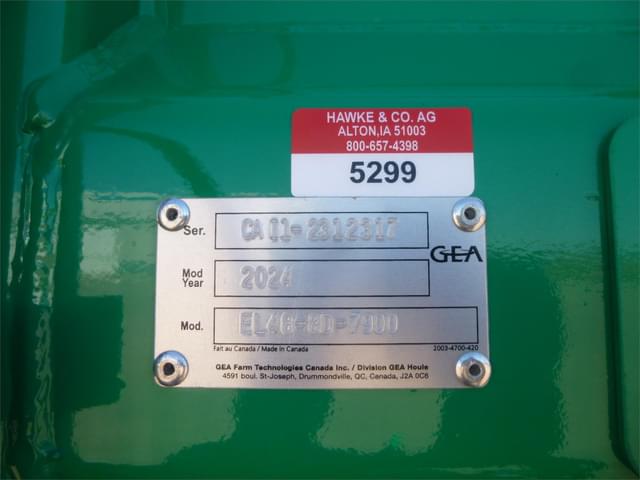 HAWKE & CO. AG
ALTON,IA 51003
800-657-4398
5299
Ser. CA11-2312317
GEA
Mod Year 2024
Mod.
Fait au Canada / Made in Canada
2003-4700-420
GEA Farm Technologies Canada Inc. / Division GEA Houle
4591 boul. St-Joseph, Drummondville, QC, Canada, J2A 0C6